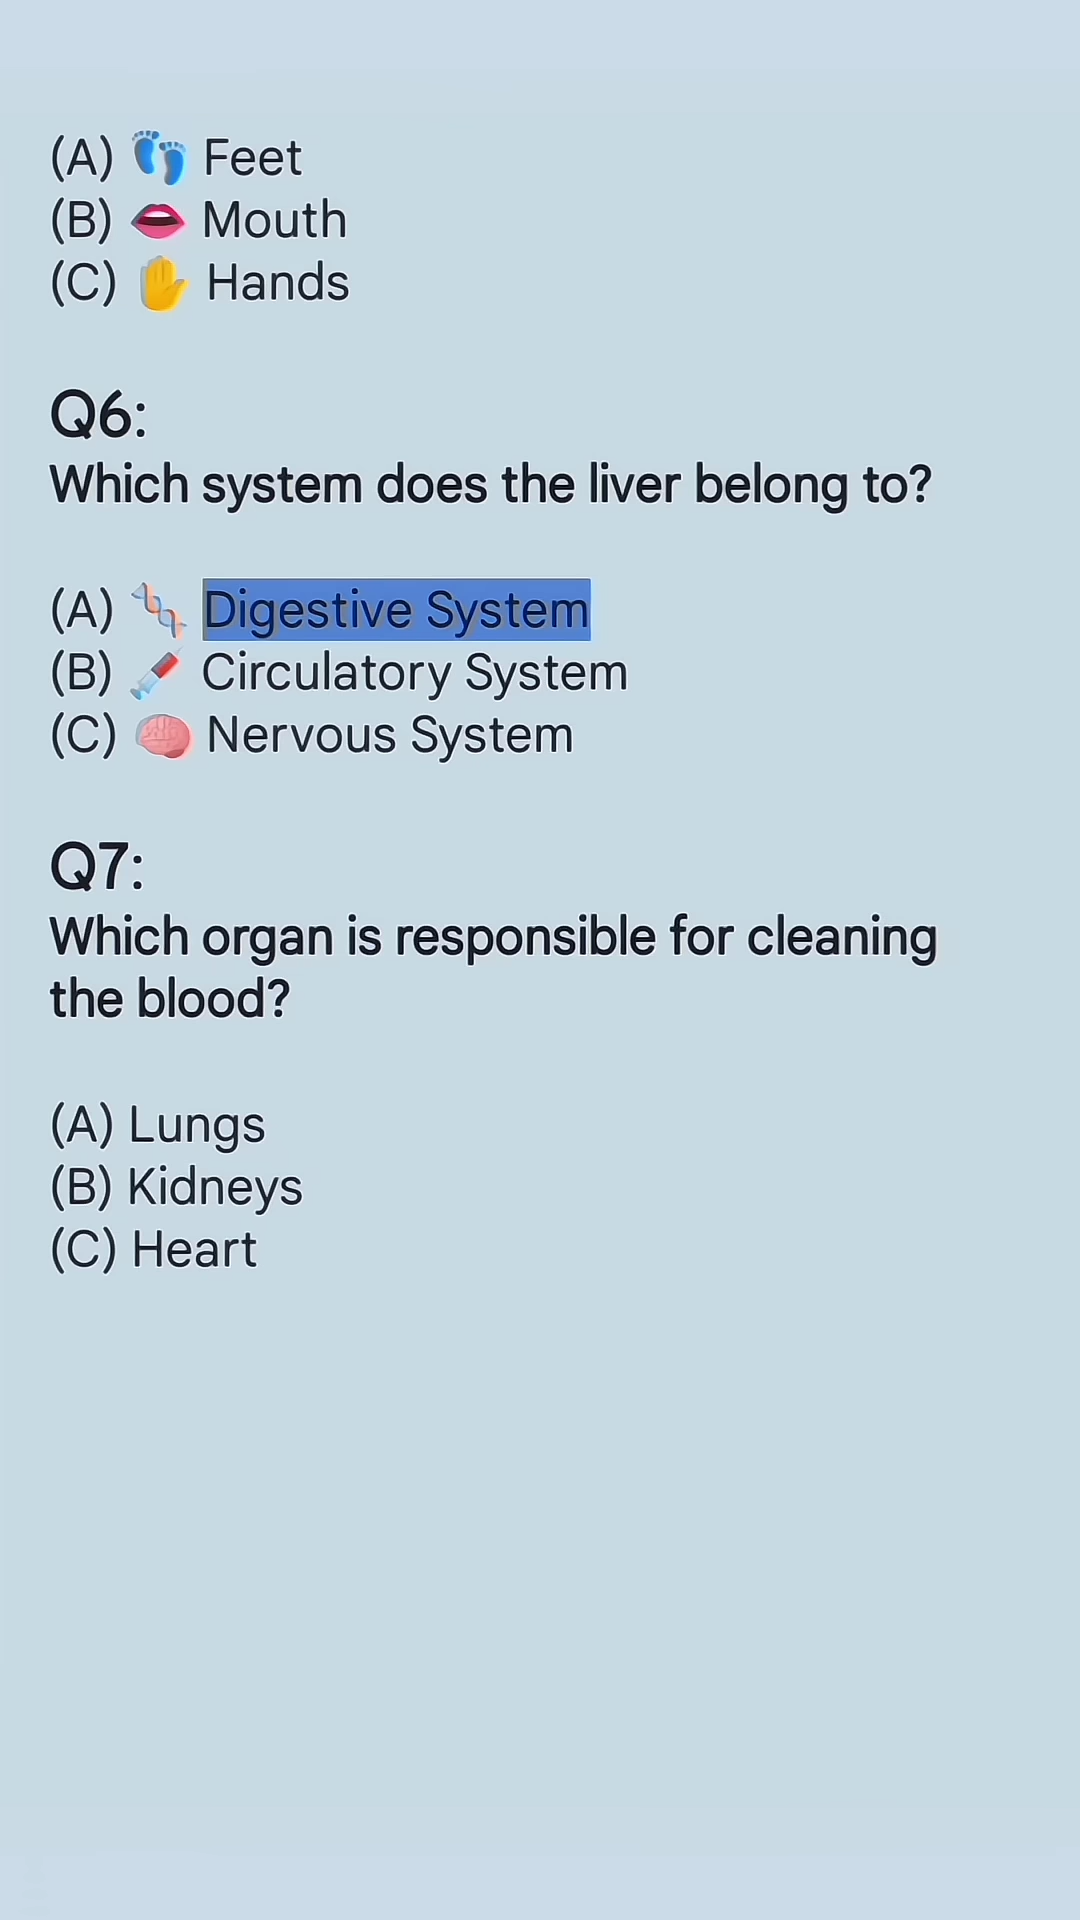 (A) 👣 Feet
(B) 👄 Mouth
(C) ✋ Hands
Q6:
Which system does the liver belong to?
(A) 🧬 Digestive System
(B) 💉 Circulatory System
(C) 🧠 Nervous System
Q7:
Which organ is responsible for cleaning
the blood?
(A) Lungs
(B) Kidneys
(C) Heart